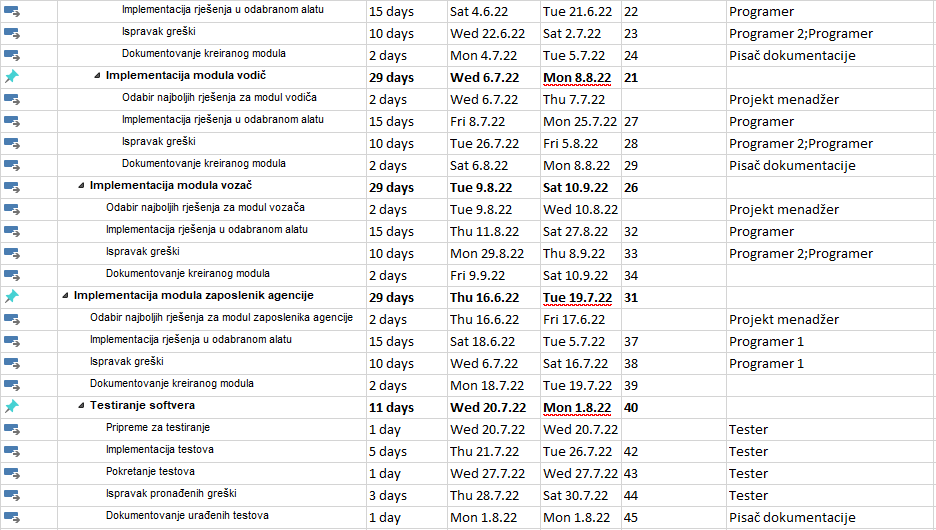 Implementacija rješenja u odabranom alatu 15 days Sat 4.6.22 Tue 21.6.22 22 Programer
Ispravak greški 10 days Wed 22.6.22 Sat 2.7.22 23 Programer 2;Programer
Dokumentovanje kreiranog modula 2 days Mon 4.7.22 Tue 5.7.22 24 Pisač dokumentacije
Implementacija modula vodič 29 days Wed 6.7.22 Mon 8.8.22 21
Odabir najboljih rješenja za modul vodiča 2 days Wed 6.7.22 Thu 7.7.22 Projekt menadžer
Implementacija rješenja u odabranom alatu 15 days Fri 8.7.22 Mon 25.7.22 27 Programer
Ispravak greški 10 days Tue 26.7.22 Fri 5.8.22 28 Programer 2;Programer
Dokumentovanje kreiranog modula 2 days Sat 6.8.22 Mon 8.8.22 29 Pisač dokumentacije
Implementacija modula vozač 29 days Tue 9.8.22 Sat 10.9.22 26
Odabir najboljih rješenja za modul vozača 2 days Tue 9.8.22 Wed 10.8.22 Projekt menadžer
Implementacija rješenja u odabranom alatu 15 days Thu 11.8.22 Sat 27.8.22 32 Programer
Ispravak greški 10 days Mon 29.8.22 Thu 8.9.22 33 Programer 2;Programer
Dokumentovanje kreiranog modula 2 days Fri 9.9.22 Sat 10.9.22 34
Implementacija modula zaposlenik agencije 29 days Thu 16.6.22 Tue 19.7.22 31
Odabir najboljih rješenja za modul zaposlenika agencije 2 days Thu 16.6.22 Fri 17.6.22 Projekt menadžer
Implementacija rješenja u odabranom alatu 15 days Sat 18.6.22 Tue 5.7.22 37 Programer 1
Ispravak greški 10 days Wed 6.7.22 Sat 16.7.22 38 Programer 1
Dokumentovanje kreiranog modula 2 days Mon 18.7.22 Tue 19.7.22 39
Testiranje softvera 11 days Wed 20.7.22 Mon 1.8.22 40
Pripreme za testiranje 1 day Wed 20.7.22 Wed 20.7.22 Tester
Implementacija testova 5 days Thu 21.7.22 Tue 26.7.22 42 Tester
Pokretanje testova 1 day Wed 27.7.22 Wed 27.7.22 43 Tester
Ispravak pronađenih greški 3 days Thu 28.7.22 Sat 30.7.22 44 Tester
Dokumentovanje urađenih testova 1 day Mon 1.8.22 Mon 1.8.22 45 Pisač dokumentacije